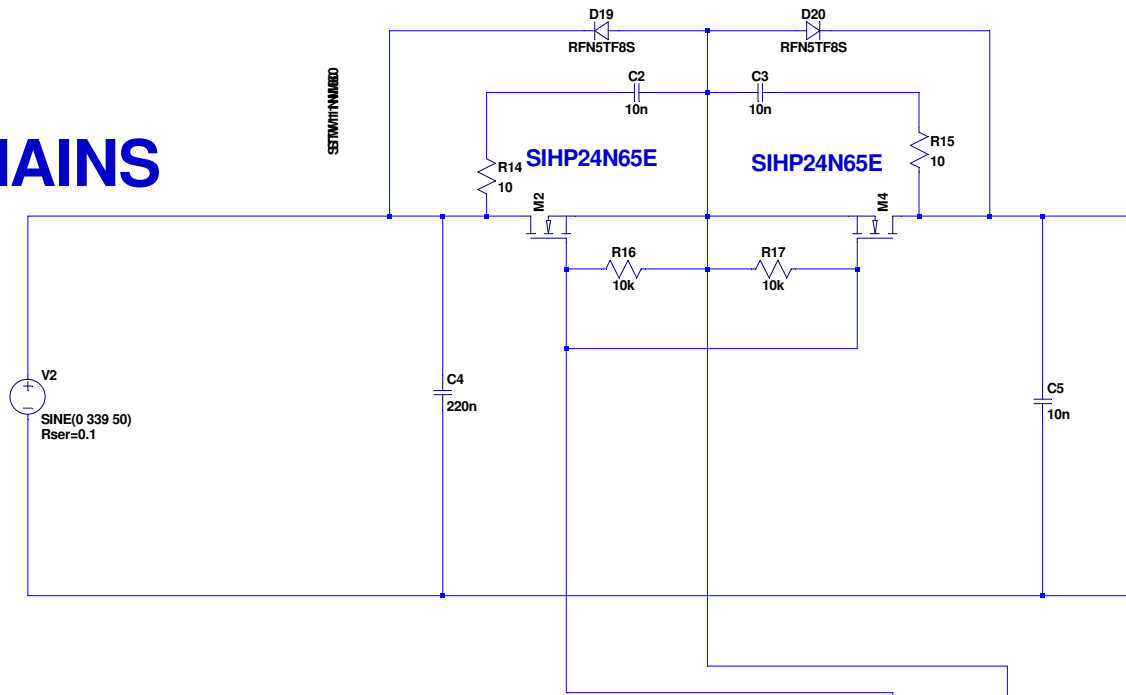 D19
RFN5TF8S
D20
RFN5TF8S
C2
10n
C3
10n
R14
10
R15
10
SIHP24N65E
SIHP24N65E
M2
M4
R16
10k
R17
10k
V2
SINE(0 339 50)
Rser=0.1
C4
220n
C5
10n